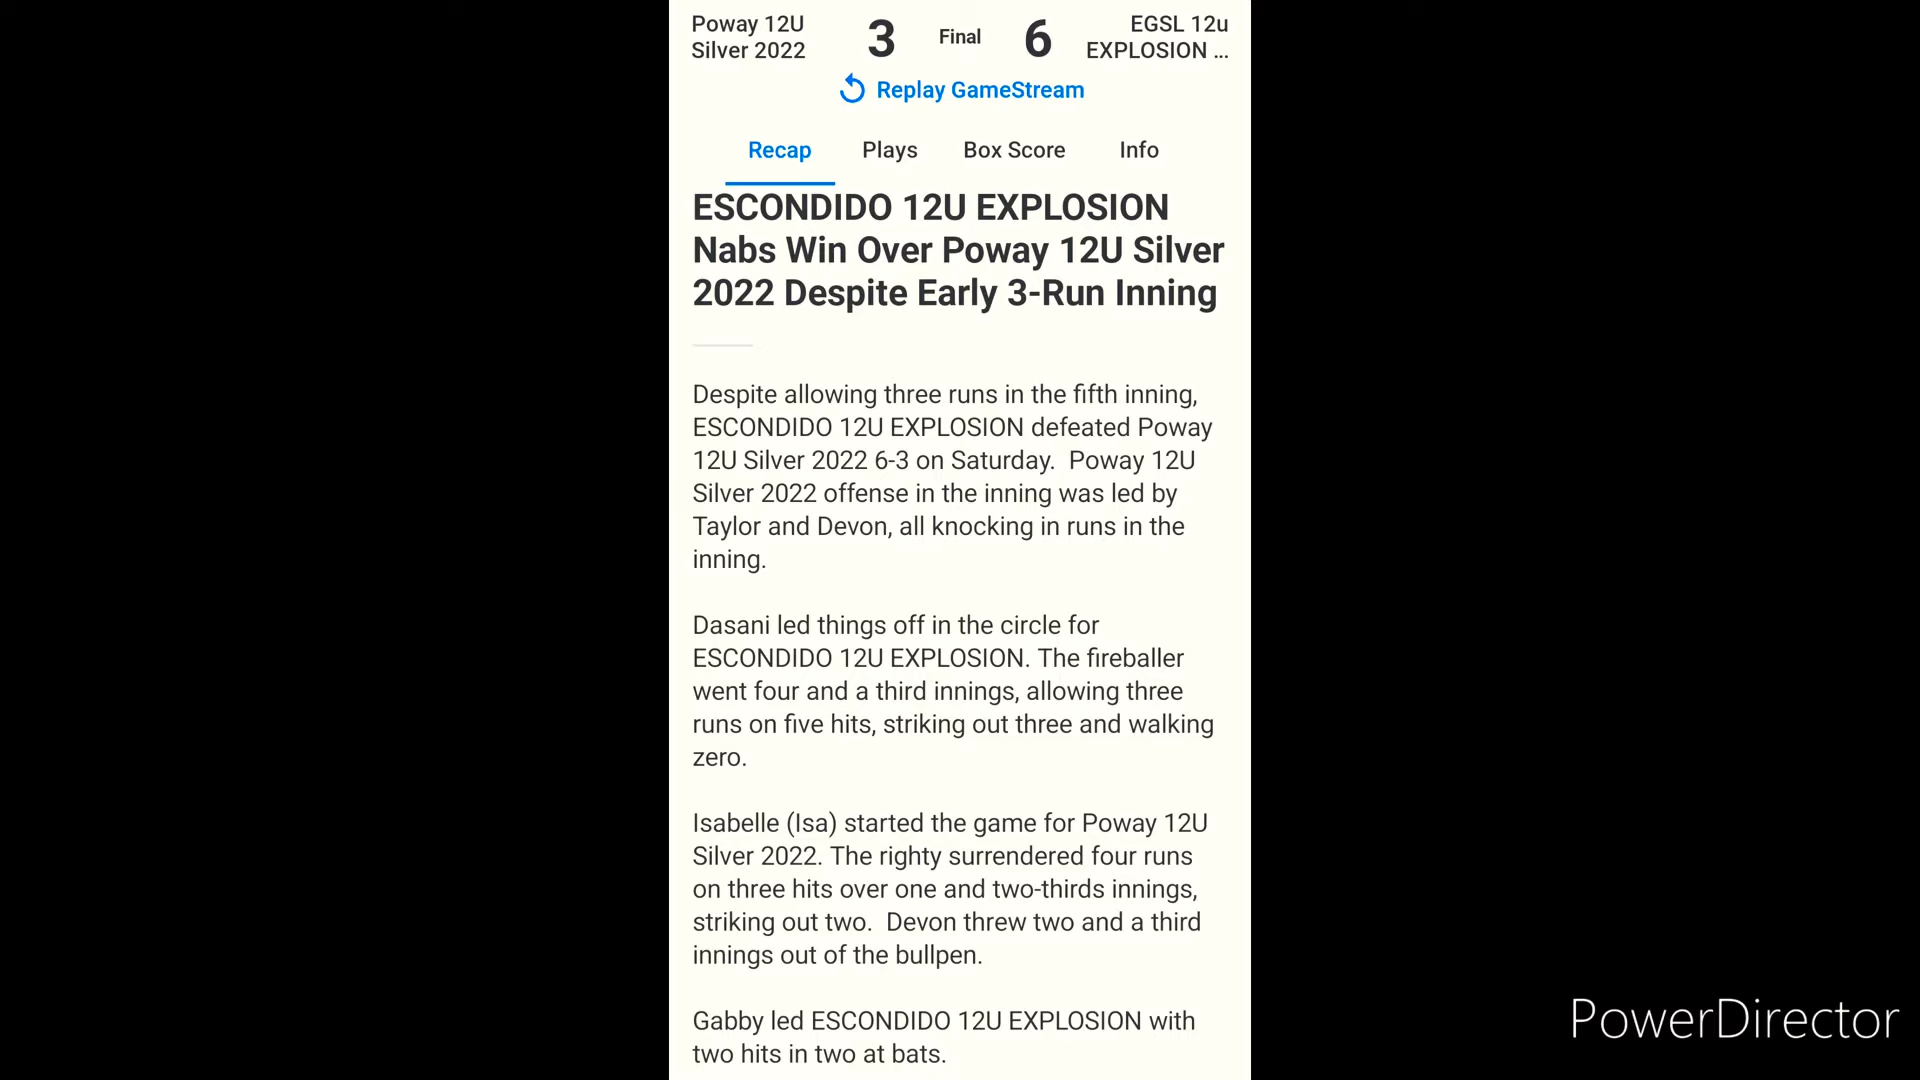 Poway 12U
Silver 2022
3
Final
6
EGSL 12u
EXPLOSION ...
Replay GameStream
Recap
Plays
Box Score
Info
ESCONDIDO 12U EXPLOSION
Nabs Win Over Poway 12U Silver
2022 Despite Early 3-Run Inning
Despite allowing three runs in the fifth inning,
ESCONDIDO 12U EXPLOSION defeated Poway
12U Silver 2022 6-3 on Saturday.  Poway 12U
Silver 2022 offense in the inning was led by
Taylor and Devon, all knocking in runs in the
inning.
Dasani led things off in the circle for
ESCONDIDO 12U EXPLOSION. The fireballer
went four and a third innings, allowing three
runs on five hits, striking out three and walking
zero.
Isabelle (Isa) started the game for Poway 12U
Silver 2022. The righty surrendered four runs
on three hits over one and two-thirds innings,
striking out two.  Devon threw two and a third
innings out of the bullpen.
Gabby led ESCONDIDO 12U EXPLOSION with
two hits in two at bats.
PowerDirector